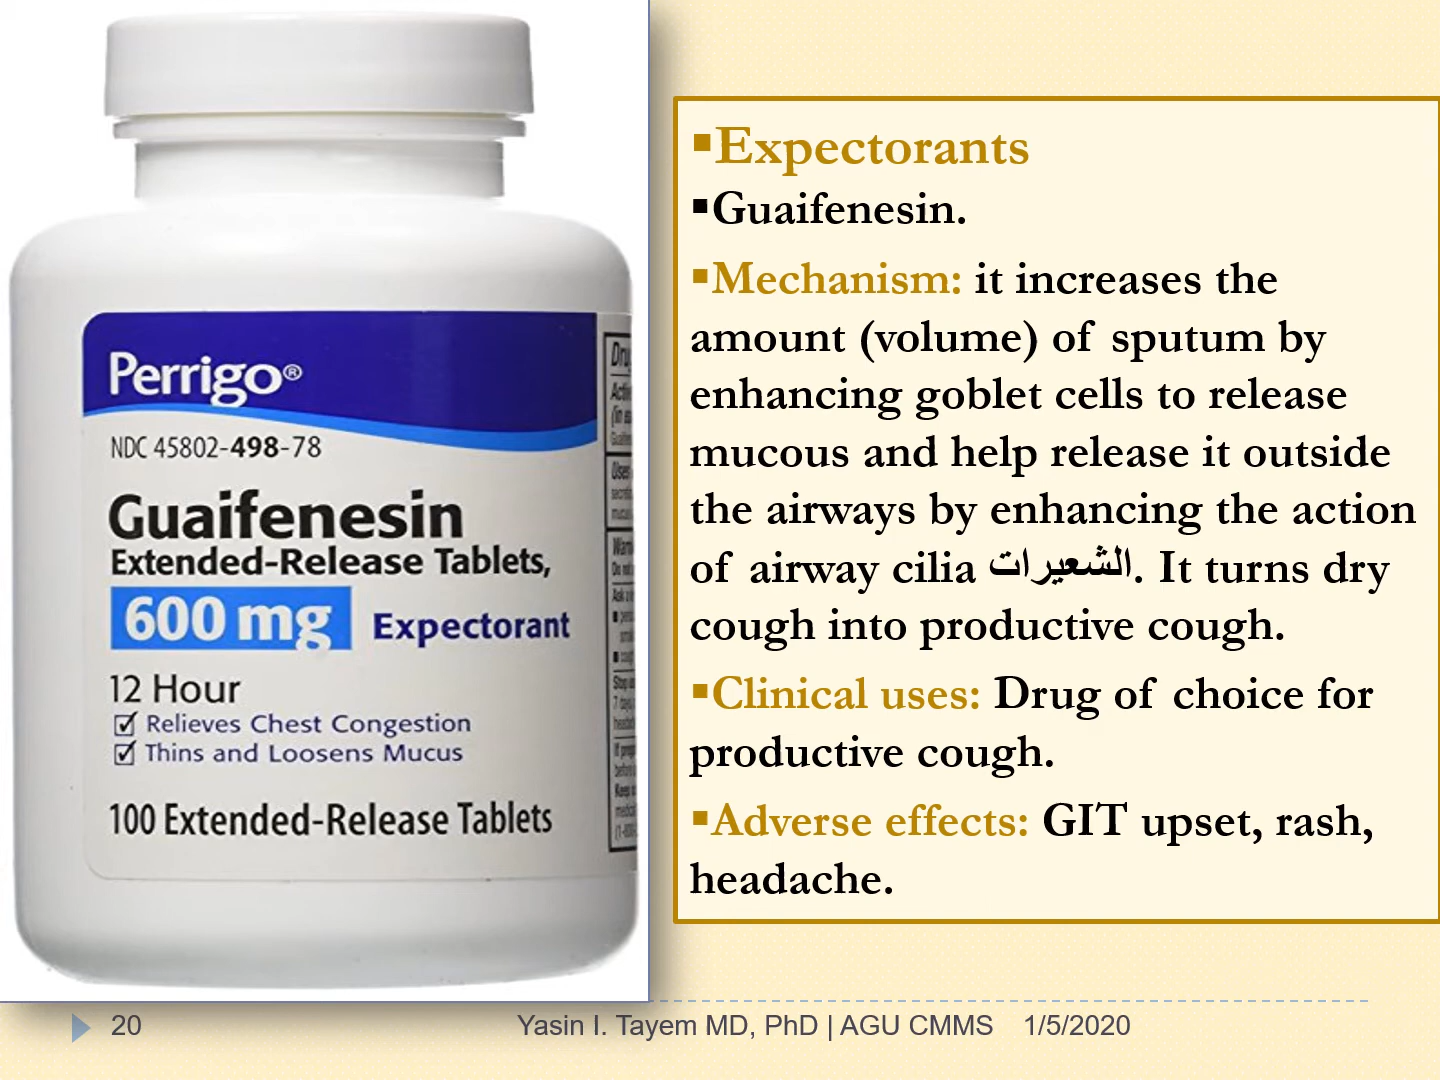 Perrigo®
NDC 45802-498-78
Guaifenesin
Extended-Release Tablets,
600 mg Expectorant
12 Hour
Relieves Chest Congestion
Thins and Loosens Mucus
100 Extended-Release Tablets
▪Expectorants
▪Guaifenesin.
▪Mechanism: it increases the
amount (volume) of sputum by
enhancing goblet cells to release
mucous and help release it outside
the airways by enhancing the action
of airway cilia الشعيرات. It turns dry
cough into productive cough.
▪Clinical uses: Drug of choice for
productive cough.
▪Adverse effects: GIT upset, rash,
headache.
20 Yasin I. Tayem MD, PhD | AGU CMMS 1/5/2020